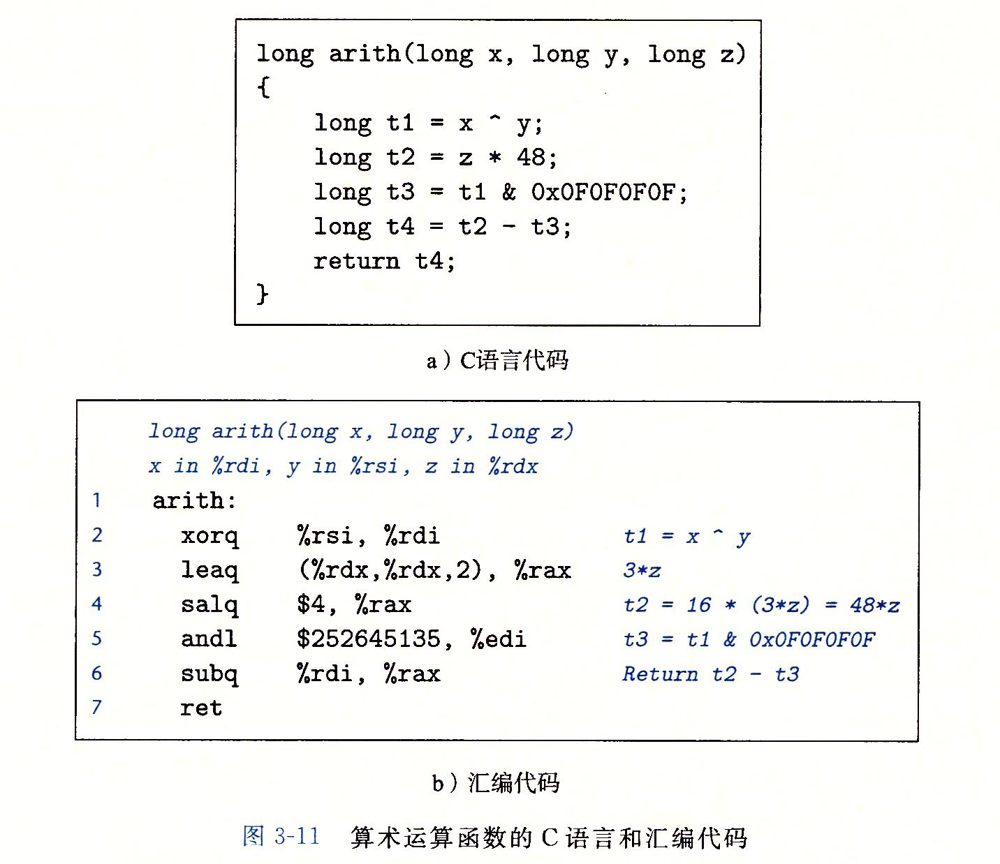 long arith(long x, long y, long z)
{
    long t1 = x ^ y;
    long t2 = z * 48;
    long t3 = t1 & 0x0F0F0F0F;
    long t4 = t2 - t3;
    return t4;
}
a）C语言代码
long arith(long x, long y, long z)
x in %rdi, y in %rsi, z in %rdx
1 arith:
2 xorq %rsi, %rdi t1 = x ^ y
3 leaq (%rdx,%rdx,2), %rax 3*z
4 salq $4, %rax t2 = 16 * (3*z) = 48*z
5 andl $252645135, %edi t3 = t1 & 0x0F0F0F0F
6 subq %rdi, %rax Return t2 - t3
7 ret
b）汇编代码
图 3-11 算术运算函数的 C 语言和汇编代码